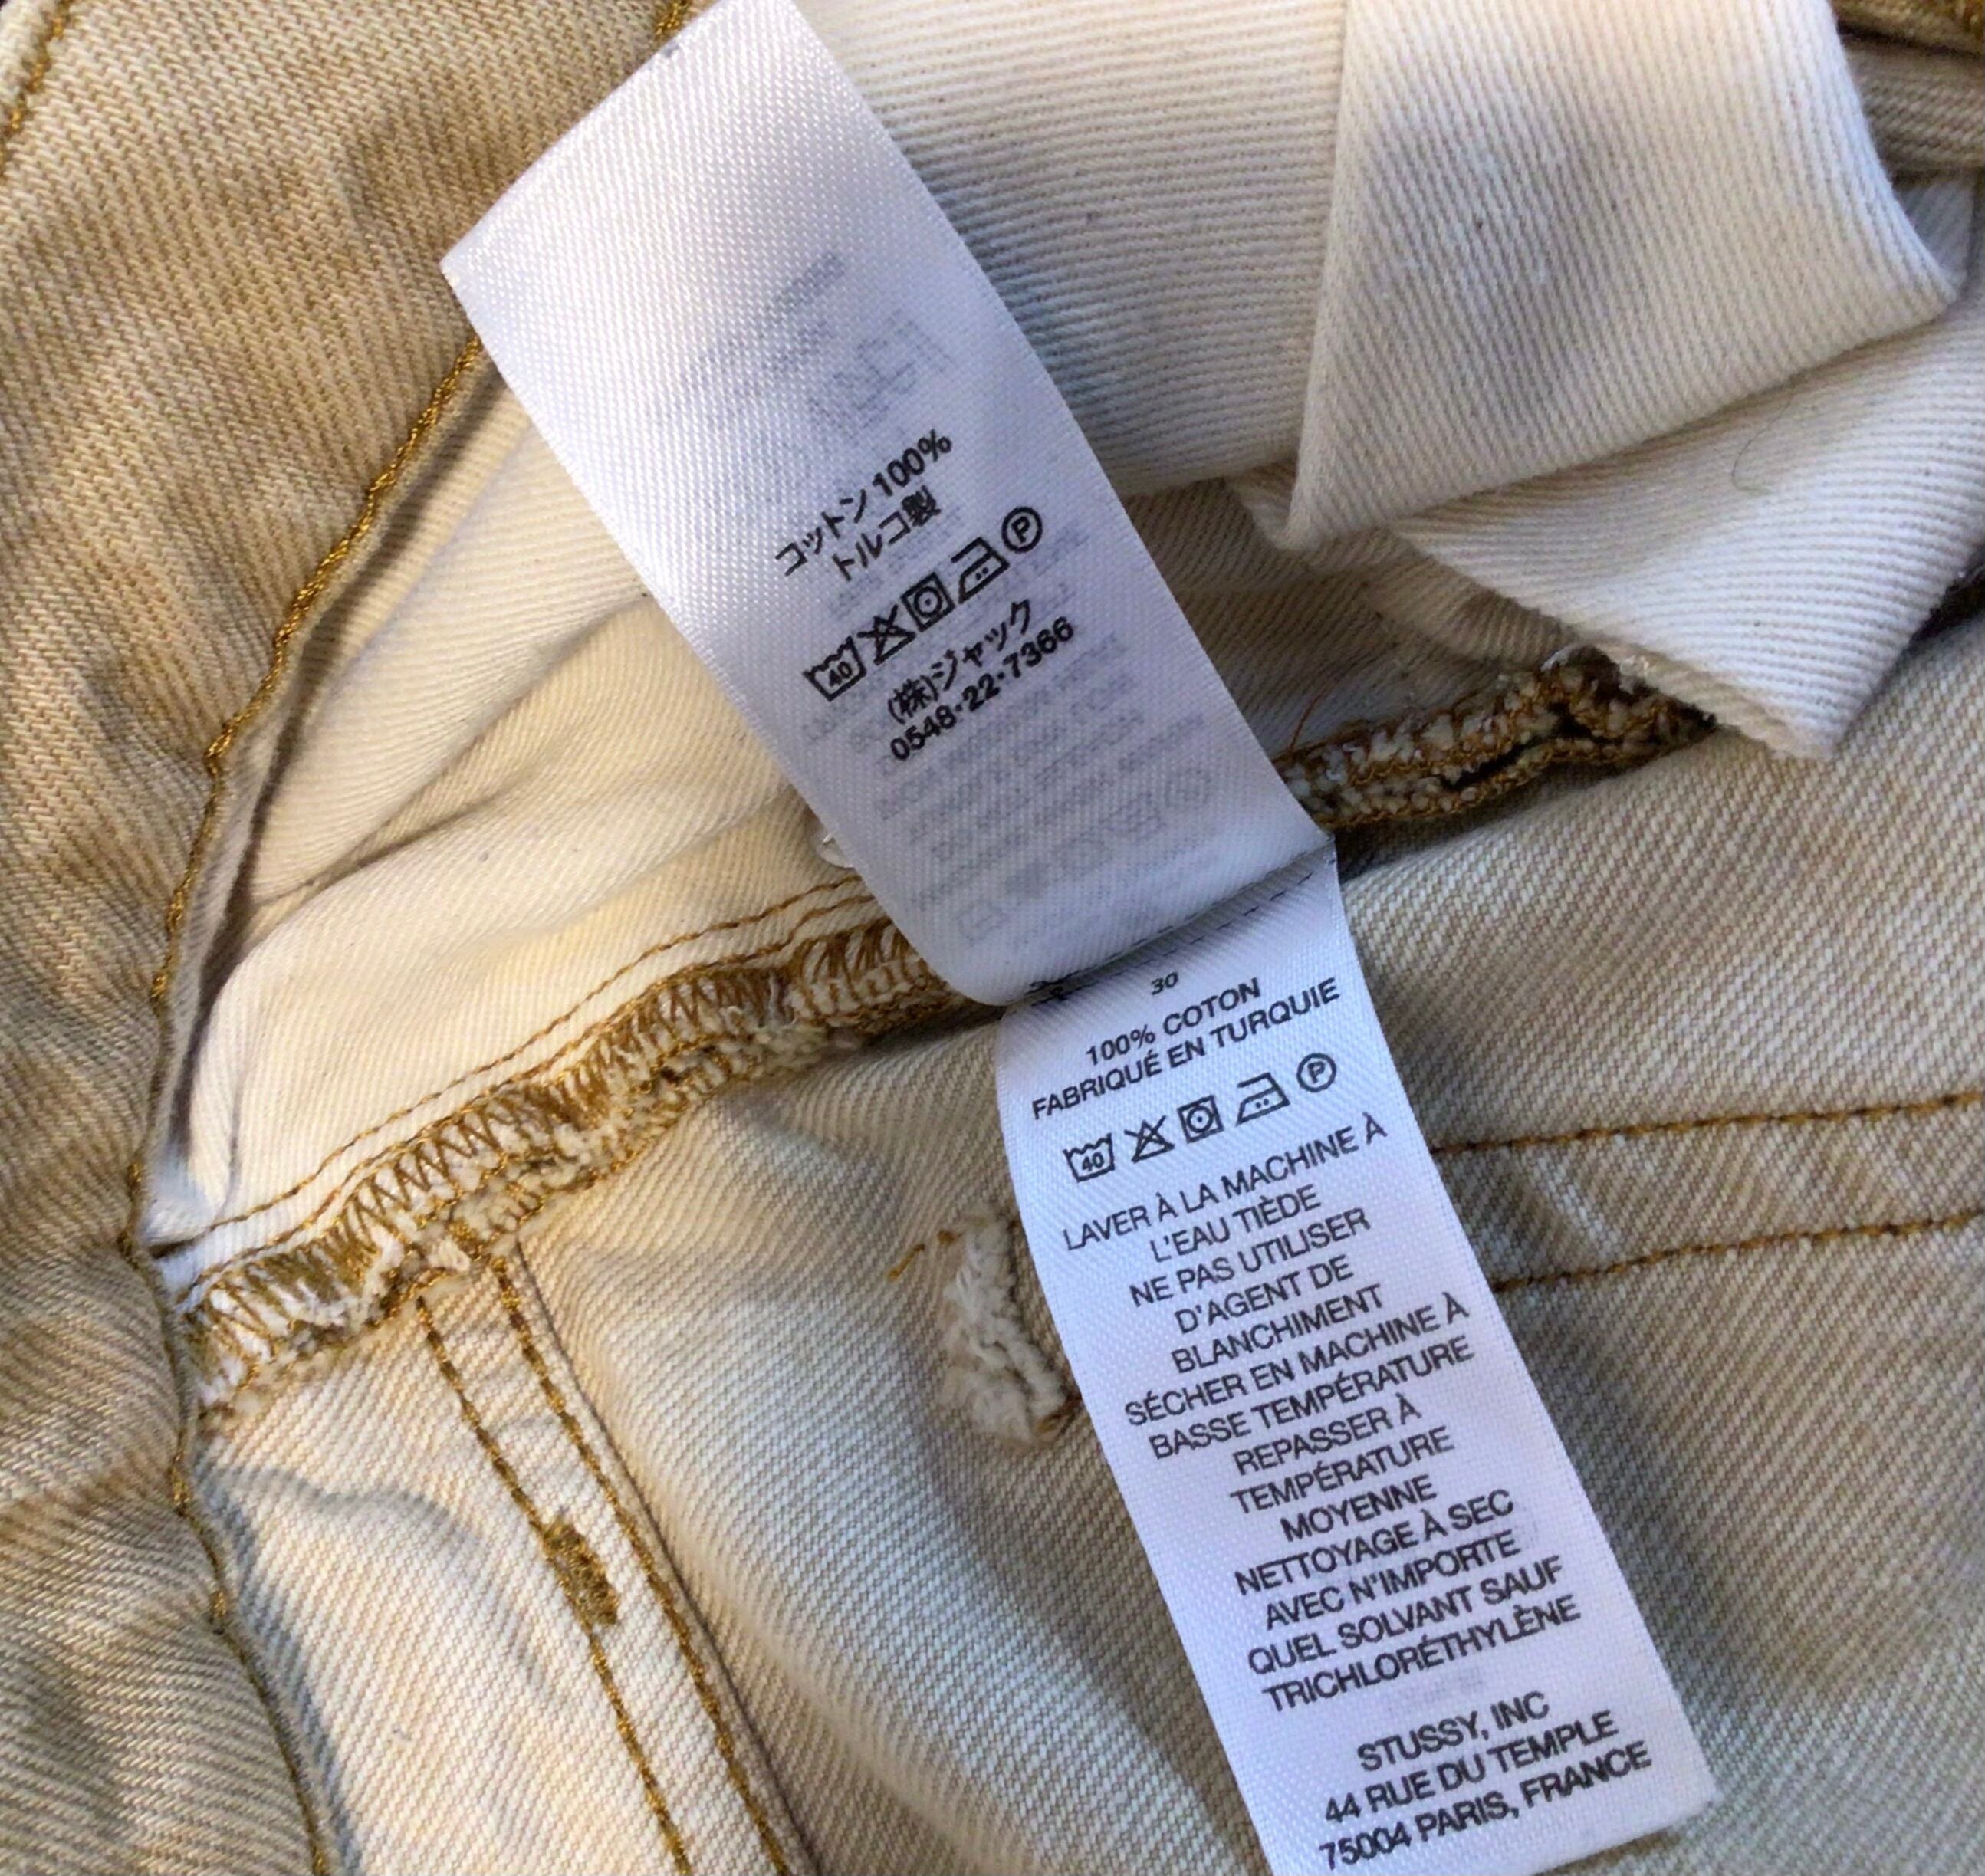 コットン 100%
トルコ製
40 P
(株)ジャック
0548-22-7366
30
100% COTON
FABRIQUÉ EN TURQUIE
40 P
LAVER À LA MACHINE À
L'EAU TIÈDE
NE PAS UTILISER
D'AGENT DE
BLANCHIMENT
SÉCHER EN MACHINE À
BASSE TEMPÉRATURE
REPASSER À
TEMPÉRATURE
MOYENNE
NETTOYAGE À SEC
AVEC N'IMPORTE
QUEL SOLVANT SAUF
TRICHLORÉTHYLÈNE
STUSSY, INC
44 RUE DU TEMPLE
75004 PARIS, FRANCE